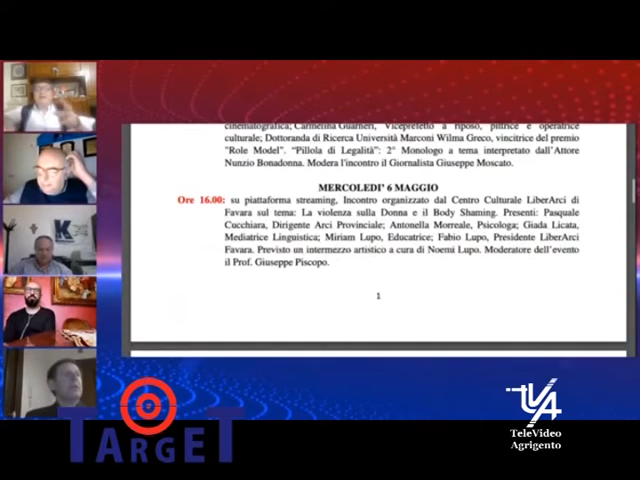 cinematografica; Carmelina Guarneri, Viceprefetto a riposo, pittrice e operatrice
culturale; Dottoranda di Ricerca Università Marconi Wilma Greco, vincitrice del premio
"Role Model". "Pillola di Legalità": 2° Monologo a tema interpretato dall'Attore
Nunzio Bonadonna. Modera l'incontro il Giornalista Giuseppe Moscato.
MERCOLEDI' 6 MAGGIO
Ore 16.00: su piattaforma streaming, Incontro organizzato dal Centro Culturale LiberArci di
Favara sul tema: La violenza sulla Donna e il Body Shaming. Presenti: Pasquale
Cucchiara, Dirigente Arci Provinciale; Antonella Morreale, Psicologa; Giada Licata,
Mediatrice Linguistica; Miriam Lupo, Educatrice; Fabio Lupo, Presidente LiberArci
Favara. Previsto un intermezzo artistico a cura di Noemi Lupo. Moderatore dell'evento
il Prof. Giuseppe Piscopo.
1
K
TARGET
TVA
TeleVideo
Agrigento